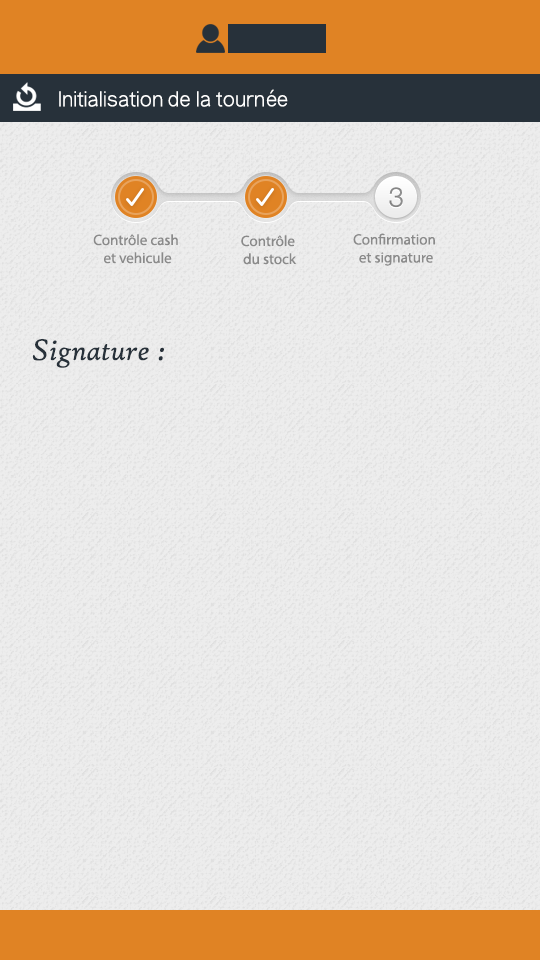 Initialisation de la tournée
3
Contrôle cash
et vehicule
Contrôle
du stock
Confirmation
et signature
Signature :